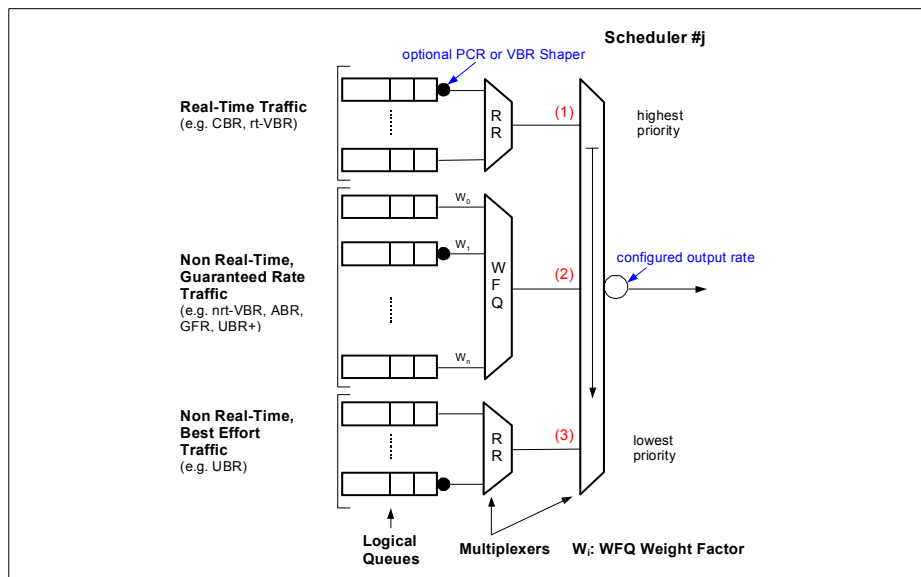 Scheduler #j
optional PCR or VBR Shaper
Real-Time Traffic
(e.g. CBR, rt-VBR)
R
R
(1)
highest
priority
W0
W1
Non Real-Time,
Guaranteed Rate
Traffic
(e.g. nrt-VBR, ABR,
GFR, UBR+)
W
F
Q
(2)
configured output rate
Wn
Non Real-Time,
Best Effort
Traffic
(e.g. UBR)
R
R
(3)
lowest
priority
Logical
Queues
Multiplexers
Wi: WFQ Weight Factor